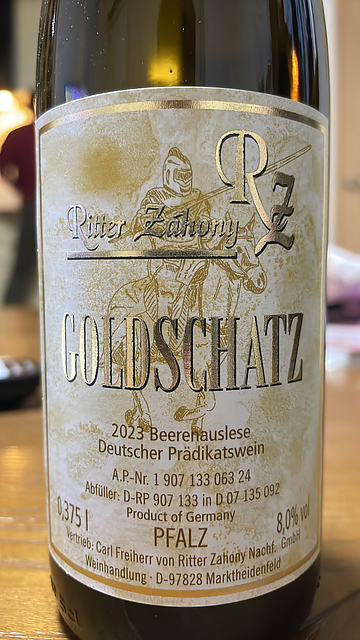 RZ
Ritter Záhony
GOLDSCHATZ
2023 Beerenauslese
Deutscher Prädikatswein
A.P.-Nr. 1 907 133 063 24
Abfüller: D-RP 907 133 in D 07 135 092
Product of Germany
0,375 l PFALZ 8,0% vol
Vertrieb: Carl Freiherr von Ritter Zahony Nachf. GmbH
Weinhandlung · D-97828 Marktheidenfeld